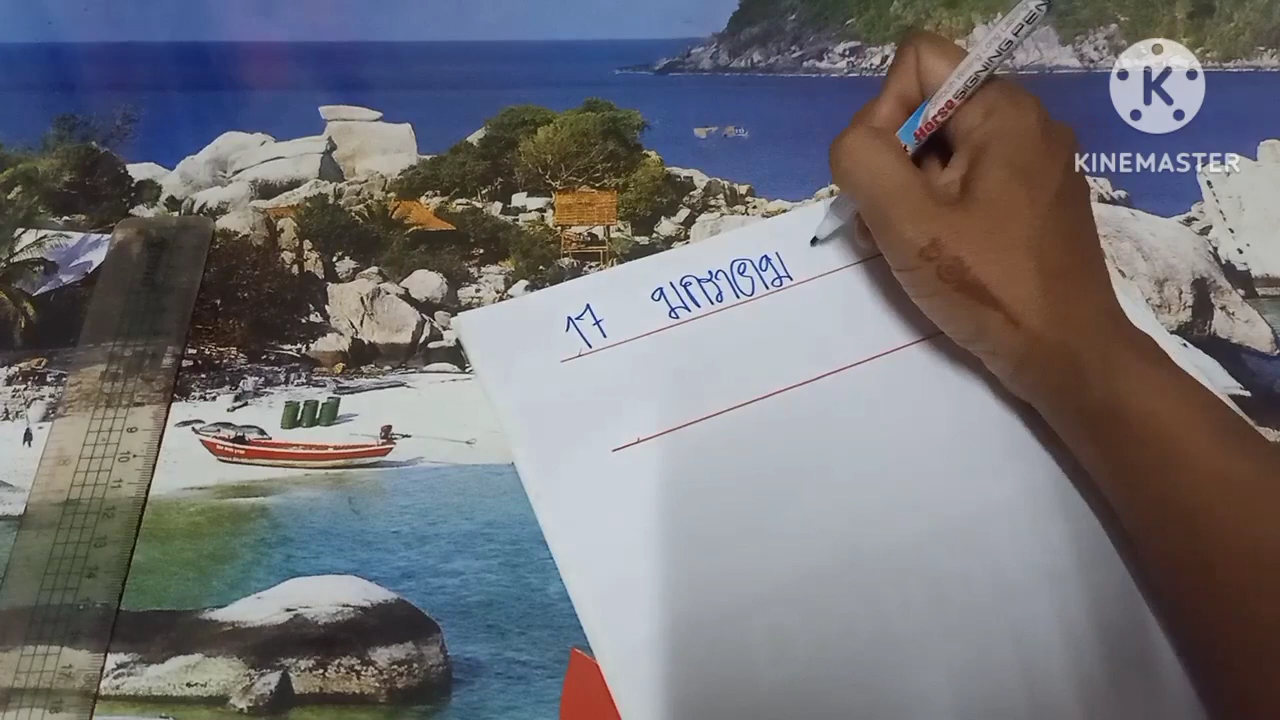 KINEMASTER
Horse SIGNING PEN
17 มกราคม